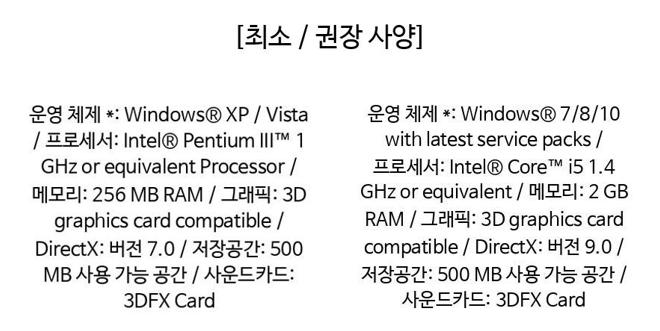 [최소 / 권장 사양]
운영 체제 *: Windows® XP / Vista
/ 프로세서: Intel® Pentium III™ 1
GHz or equivalent Processor /
메모리: 256 MB RAM / 그래픽: 3D
graphics card compatible /
DirectX: 버전 7.0 / 저장공간: 500
MB 사용 가능 공간 / 사운드카드:
3DFX Card
운영 체제 *: Windows® 7/8/10
with latest service packs /
프로세서: Intel® Core™ i5 1.4
GHz or equivalent / 메모리: 2 GB
RAM / 그래픽: 3D graphics card
compatible / DirectX: 버전 9.0 /
저장공간: 500 MB 사용 가능 공간 /
사운드카드: 3DFX Card